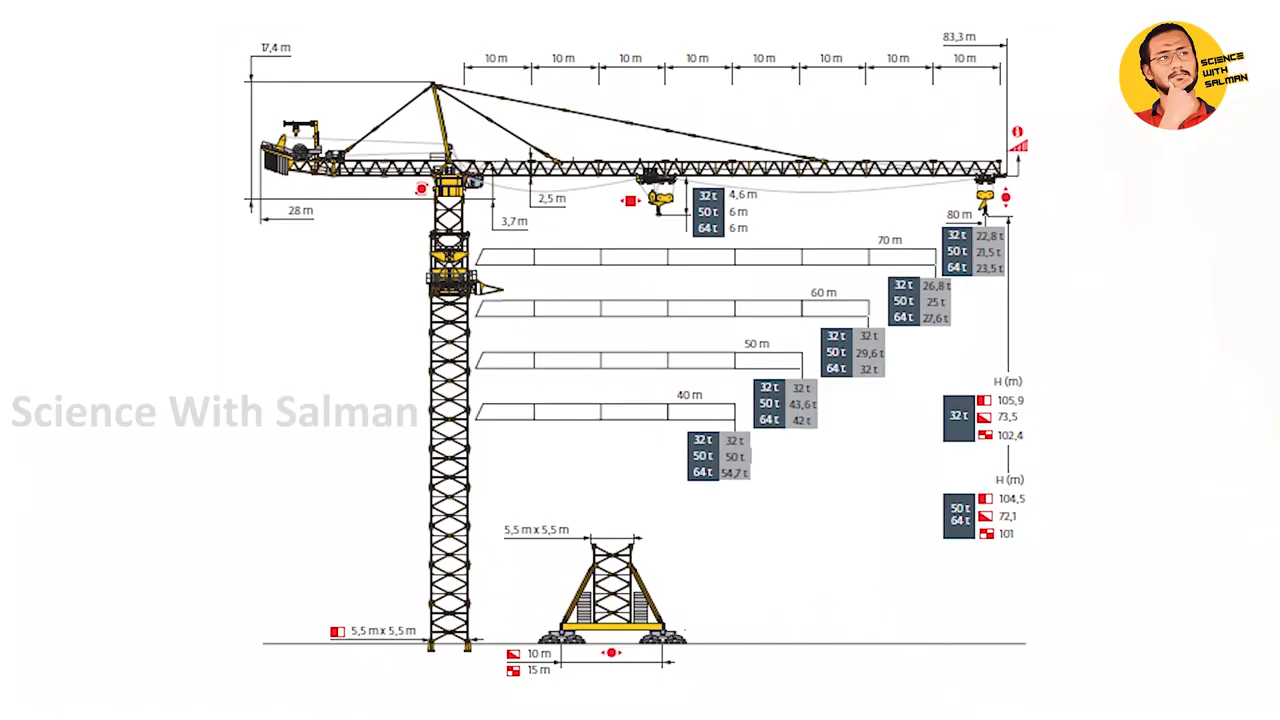 17,4 m
83,3 m
10 m 10 m 10 m 10 m 10 m 10 m 10 m 10 m
SCIENCE
WITH
SALMAN
28 m
2,5 m
3,7 m
32 t 4,6 m
50 t 6 m
64 t 6 m
80 m
32 t 22,8 t
50 t 21,5 t
64 t 23,5 t
70 m
32 t 26,8 t
50 t 25 t
64 t 27,6 t
60 m
32 t 32 t
50 t 29,6 t
64 t 32 t
50 m
32 t 32 t
50 t 43,6 t
64 t 42 t
40 m
32 t 32 t
50 t 50 t
64 t 54,7 t
Science With Salman
H (m)
32 t
105,9
73,5
102,4
H (m)
50 t
64 t
104,5
72,1
101
5,5 m x 5,5 m
5,5 m x 5,5 m
10 m
15 m